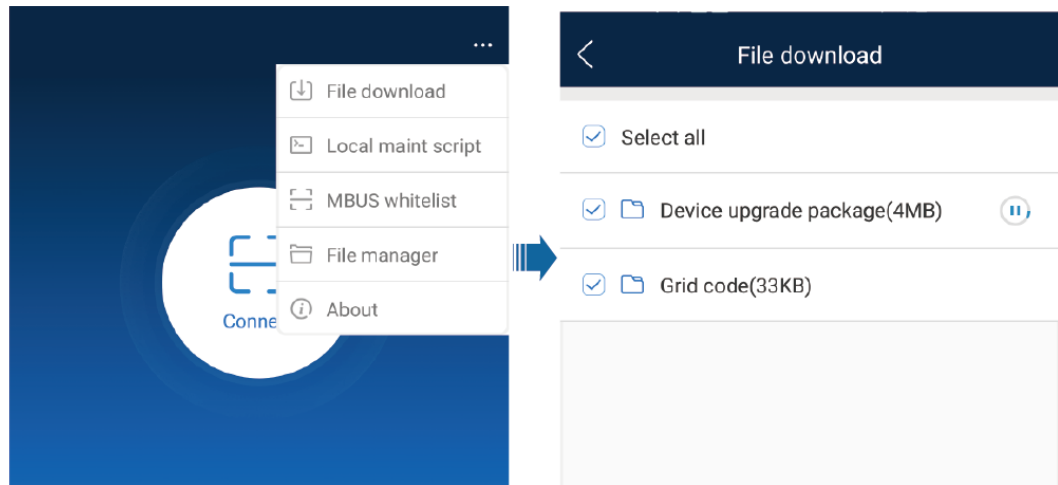 ...
File download
Local maint script
MBUS whitelist
File manager
About
Conne
File download
Select all
Device upgrade package(4MB)
Grid code(33KB)